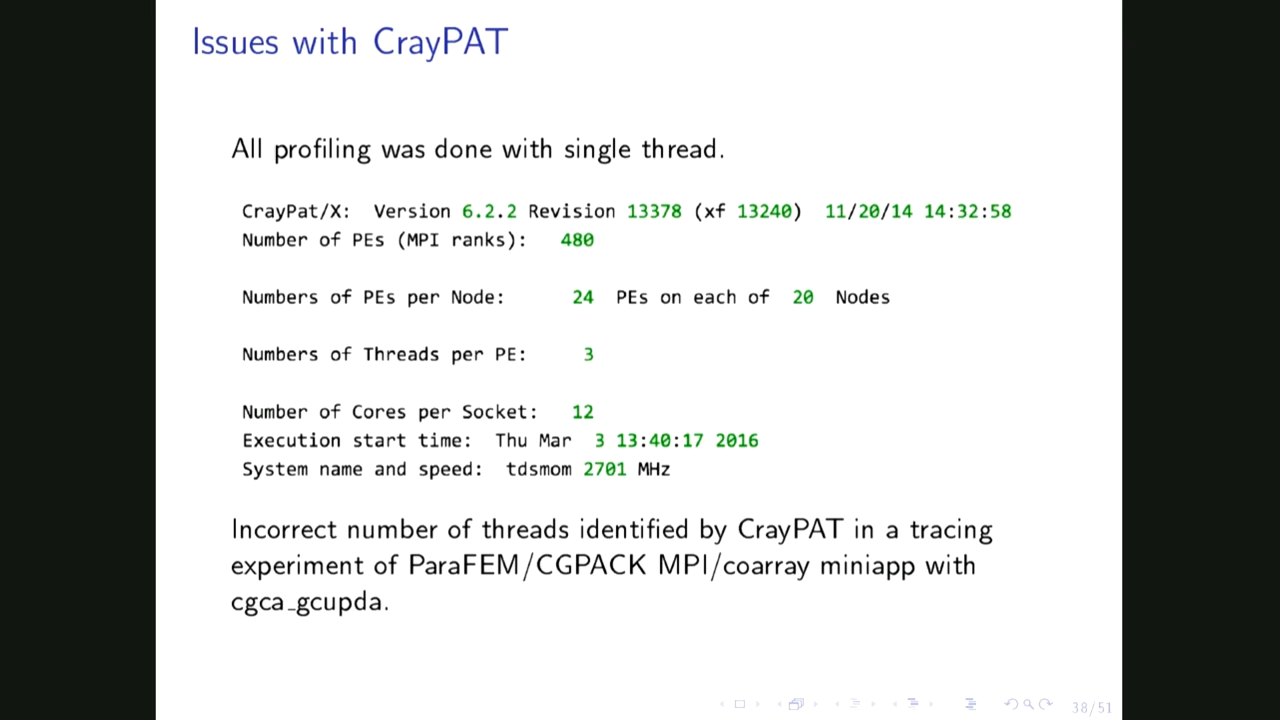 Issues with CrayPAT
All profiling was done with single thread.
CrayPat/X: Version 6.2.2 Revision 13378 (xf 13240) 11/20/14 14:32:58
Number of PEs (MPI ranks): 480
Numbers of PEs per Node: 24 PEs on each of 20 Nodes
Numbers of Threads per PE: 3
Number of Cores per Socket: 12
Execution start time: Thu Mar 3 13:40:17 2016
System name and speed: tdsmom 2701 MHz
Incorrect number of threads identified by CrayPAT in a tracing
experiment of ParaFEM/CGPACK MPI/coarray miniapp with
cgca_gcupda.
38/51